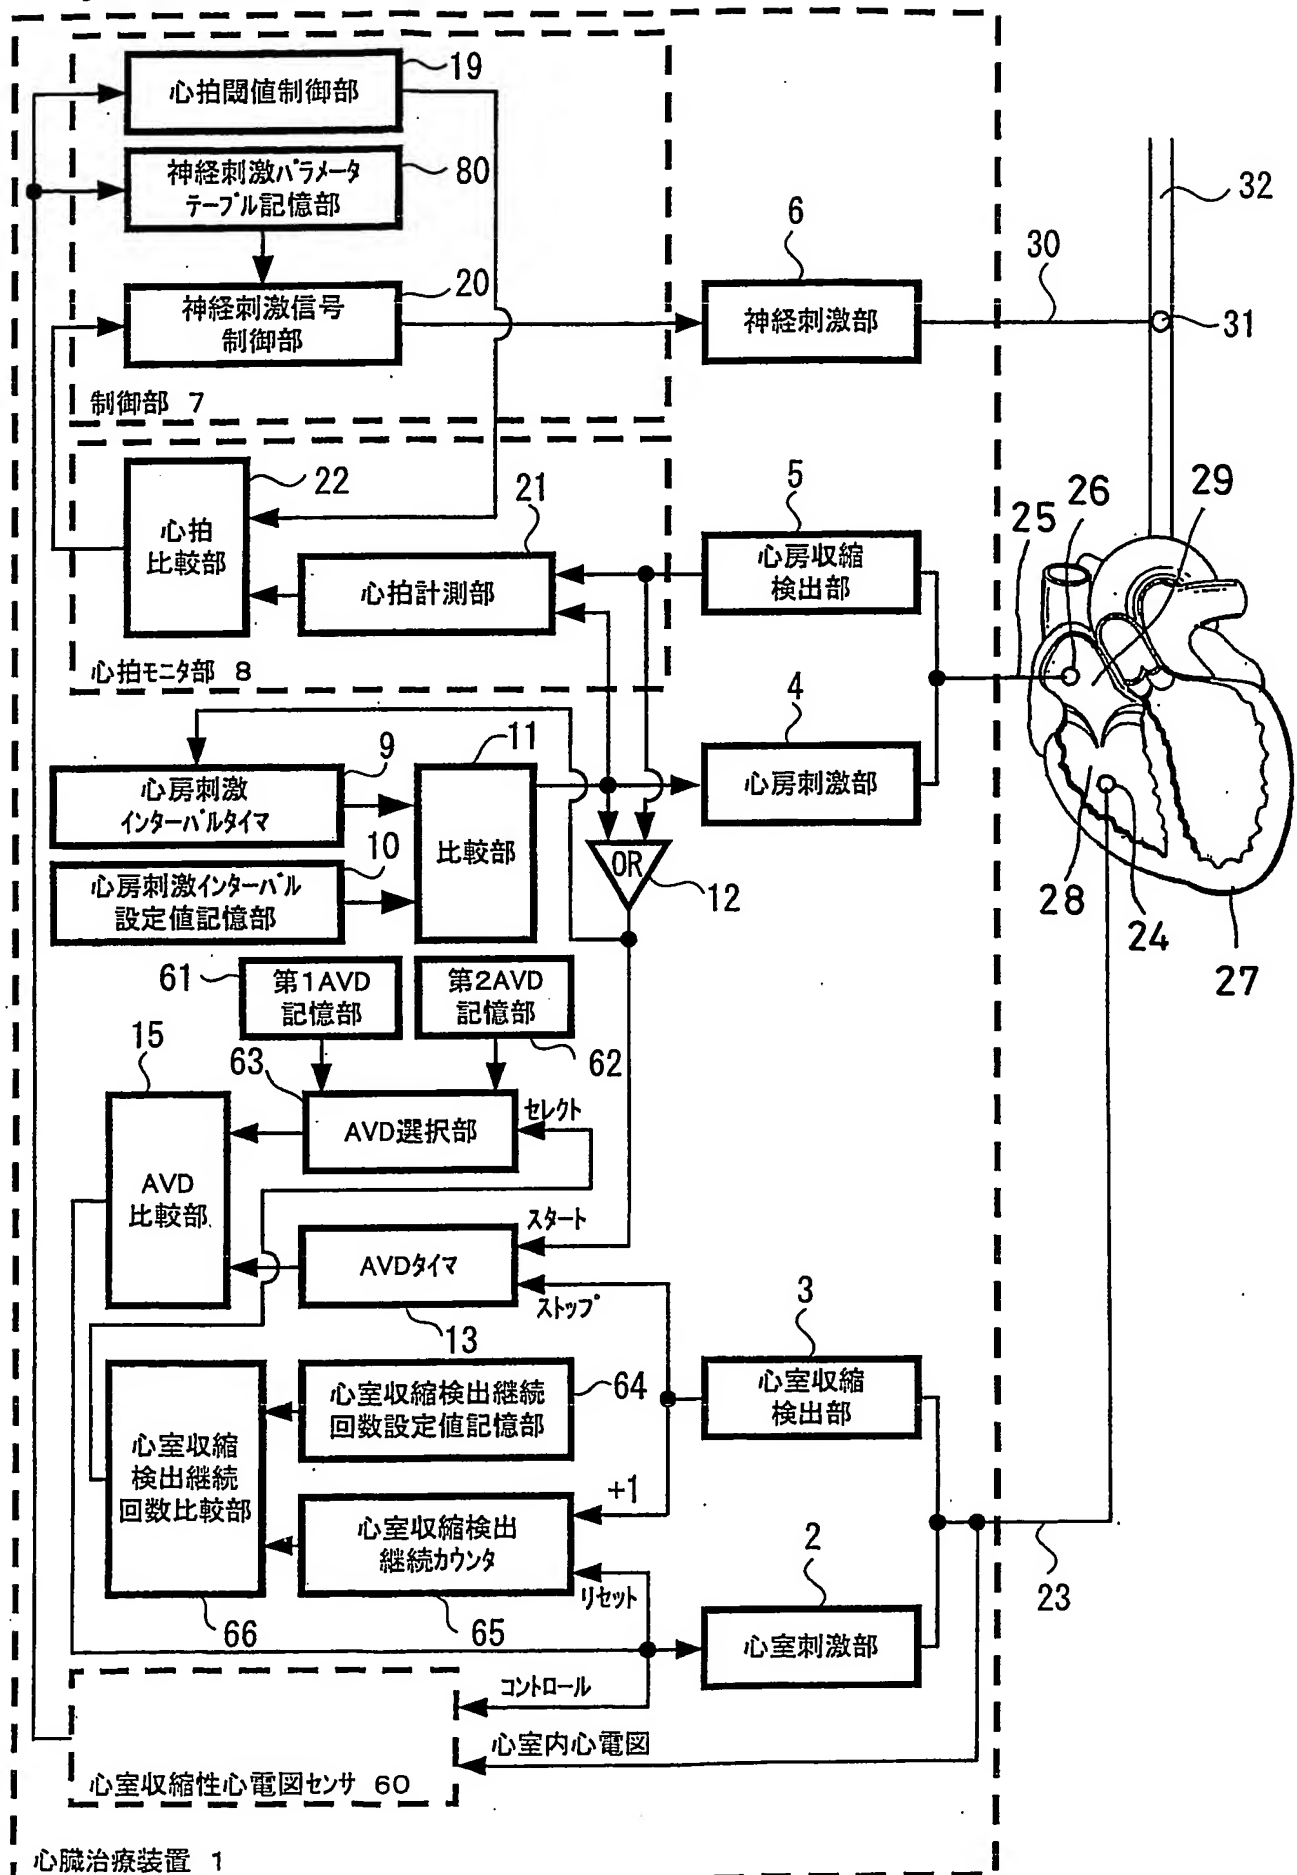 心拍閾値制御部
19
神経刺激パラメータ
テーブル記憶部
80
神経刺激信号
制御部
20
制御部 7
6
神経刺激部
30
32
31
心拍
比較部
22
21
心拍計測部
心拍モニタ部 8
5
心房収縮
検出部
4
心房刺激部
25
26
29
28
24
27
心房刺激
インターバルタイマ
9
心房刺激インターバル
設定値記憶部
10
11
比較部
OR
12
61
第1AVD
記憶部
第2AVD
記憶部
62
15
AVD
比較部
63
AVD選択部
セレクト
AVDタイマ
スタート
ストップ
13
3
心室収縮
検出部
心室収縮検出継続
回数設定値記憶部
64
心室収縮
検出継続
回数比較部
66
心室収縮検出
継続カウンタ
65
+1
リセット
2
心室刺激部
23
コントロール
心室内心電図
心室収縮性心電図センサ 60
心臓治療装置 1